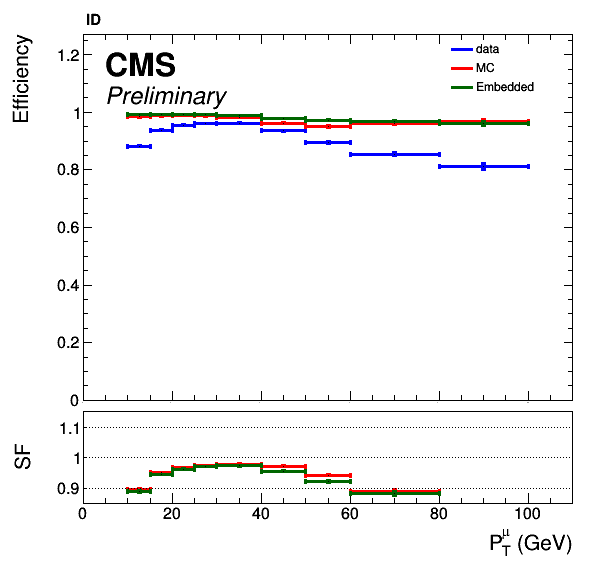 ID
Efficiency
CMS
Preliminary
data
MC
Embedded
1.2
1
0.8
0.6
0.4
0.2
0
SF
1.1
1
0.9
0 20 40 60 80 100
P_T^μ (GeV)